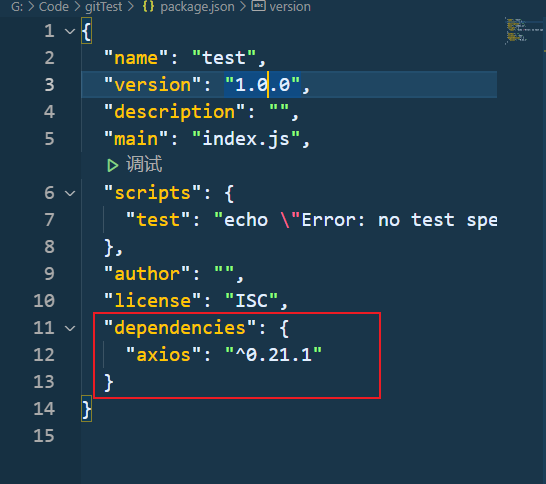 G: > Code > gitTest > {} package.json > abc version
1 {
2 "name": "test",
3 "version": "1.0.0",
4 "description": "",
5 "main": "index.js",
调试
6 "scripts": {
7 "test": "echo \"Error: no test spe
8 },
9 "author": "",
10 "license": "ISC",
11 "dependencies": {
12 "axios": "^0.21.1"
13 }
14 }
15